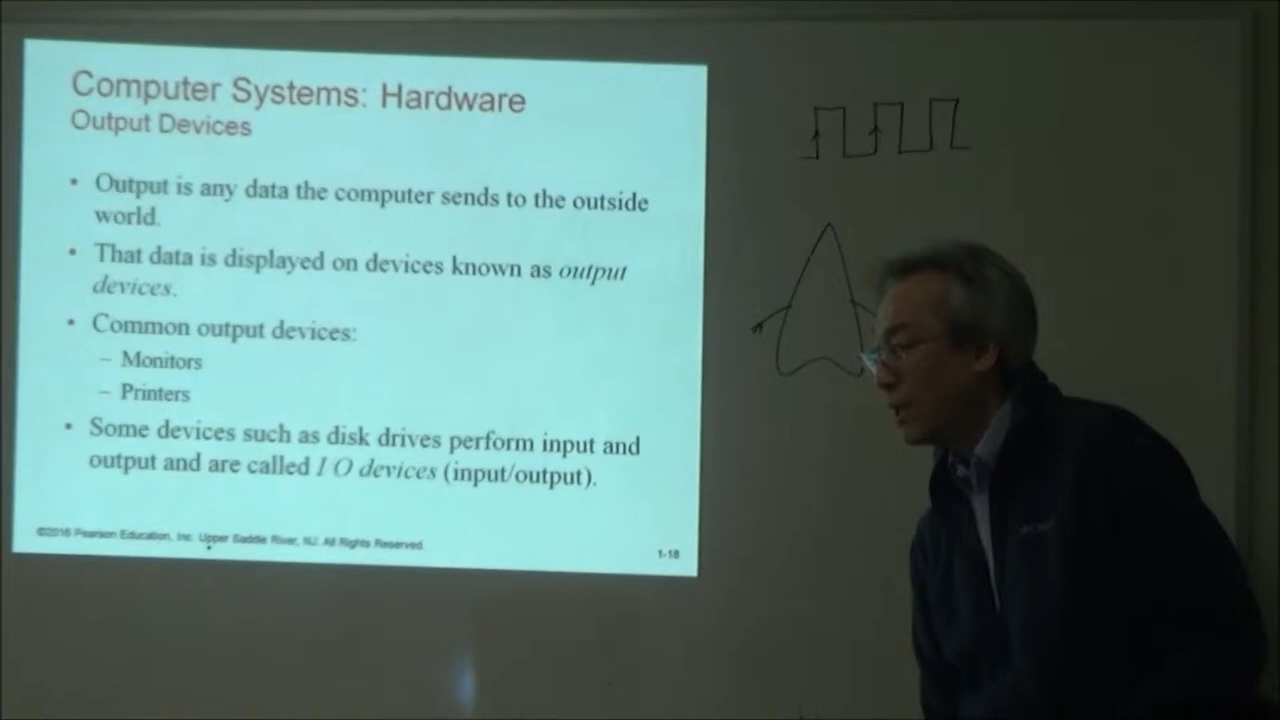 Computer Systems: Hardware
Output Devices
• Output is any data the computer sends to the outside
world.
• That data is displayed on devices known as output
devices.
• Common output devices:
– Monitors
– Printers
• Some devices such as disk drives perform input and
output and are called I O devices (input/output).
©2016 Pearson Education, Inc. Upper Saddle River, NJ. All Rights Reserved.
1-18